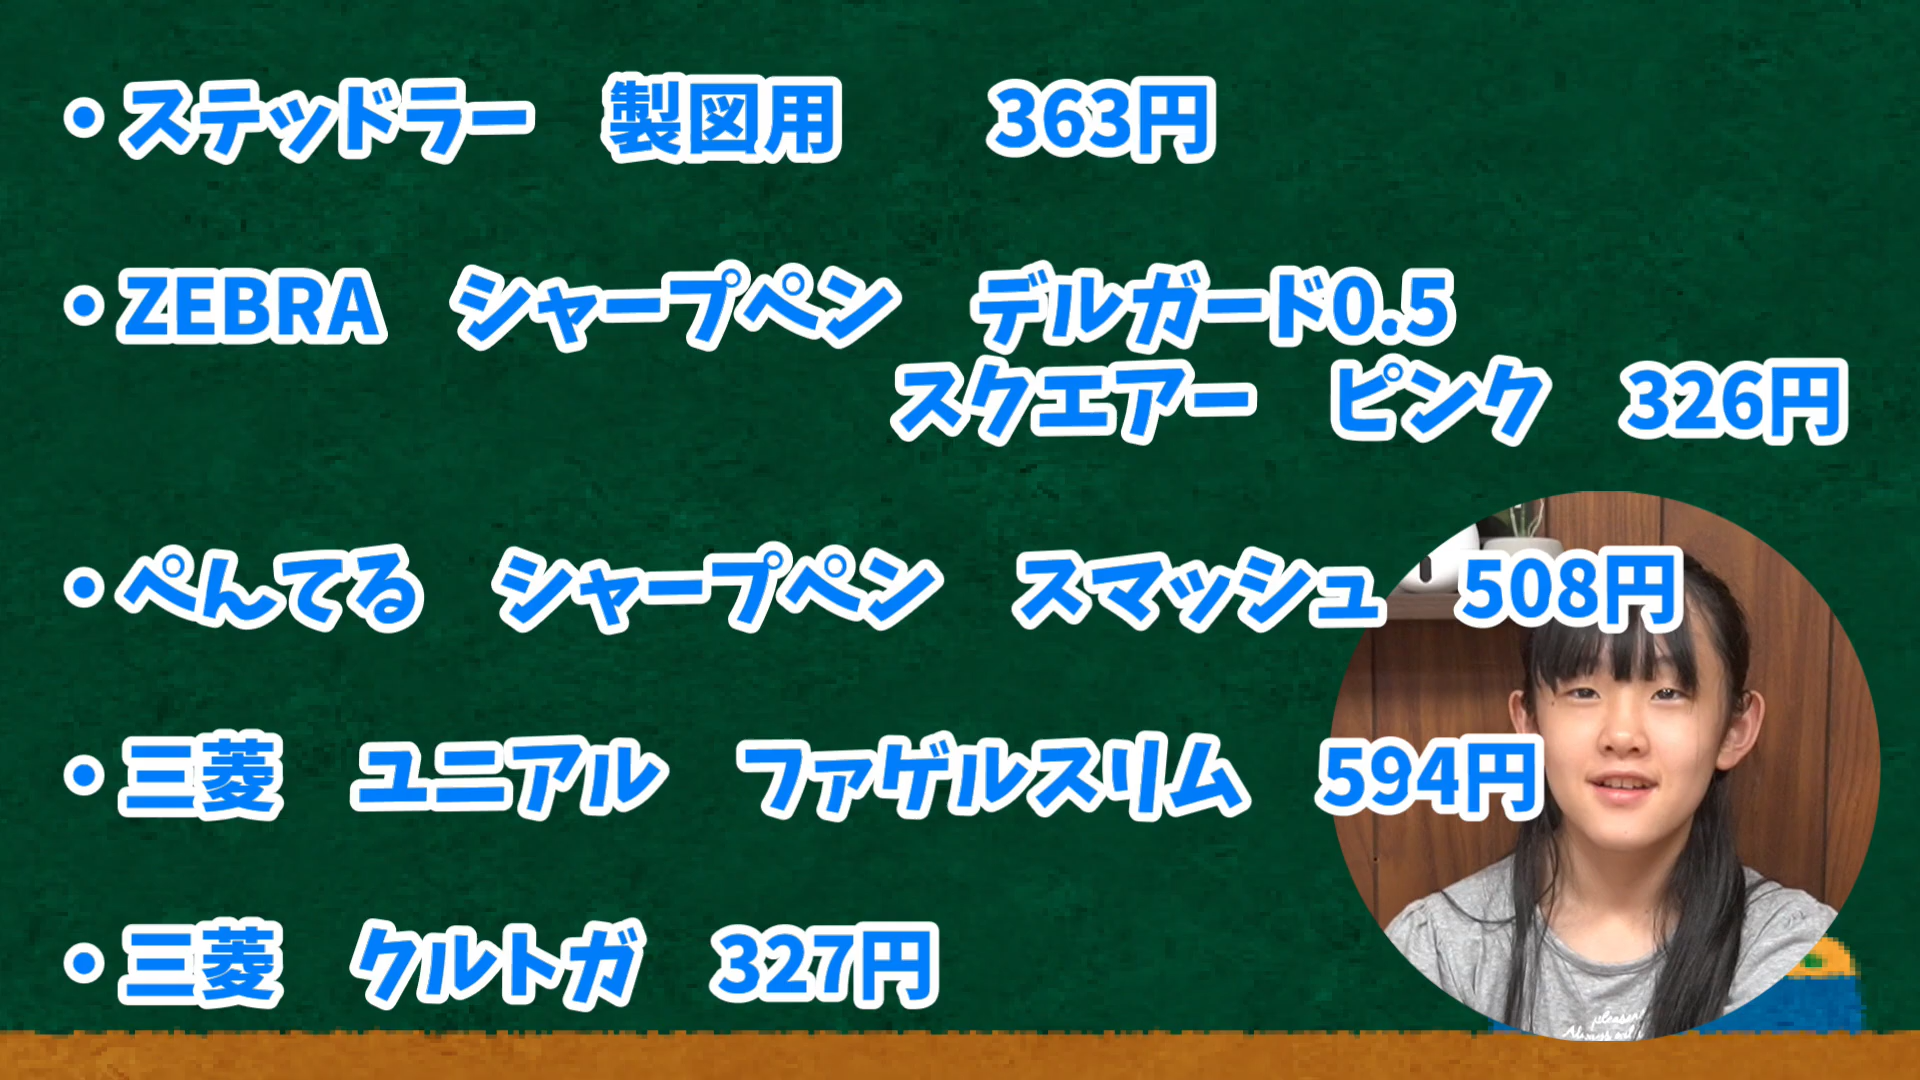 ・ステッドラー　製図用　　363円
・ZEBRA　シャープペン　デルガード0.5
スクエアー　ピンク　326円
・ぺんてる　シャープペン　スマッシュ　508円
・三菱　ユニアル　ファゲルスリム　594円
・三菱　クルトガ　327円
pleasen